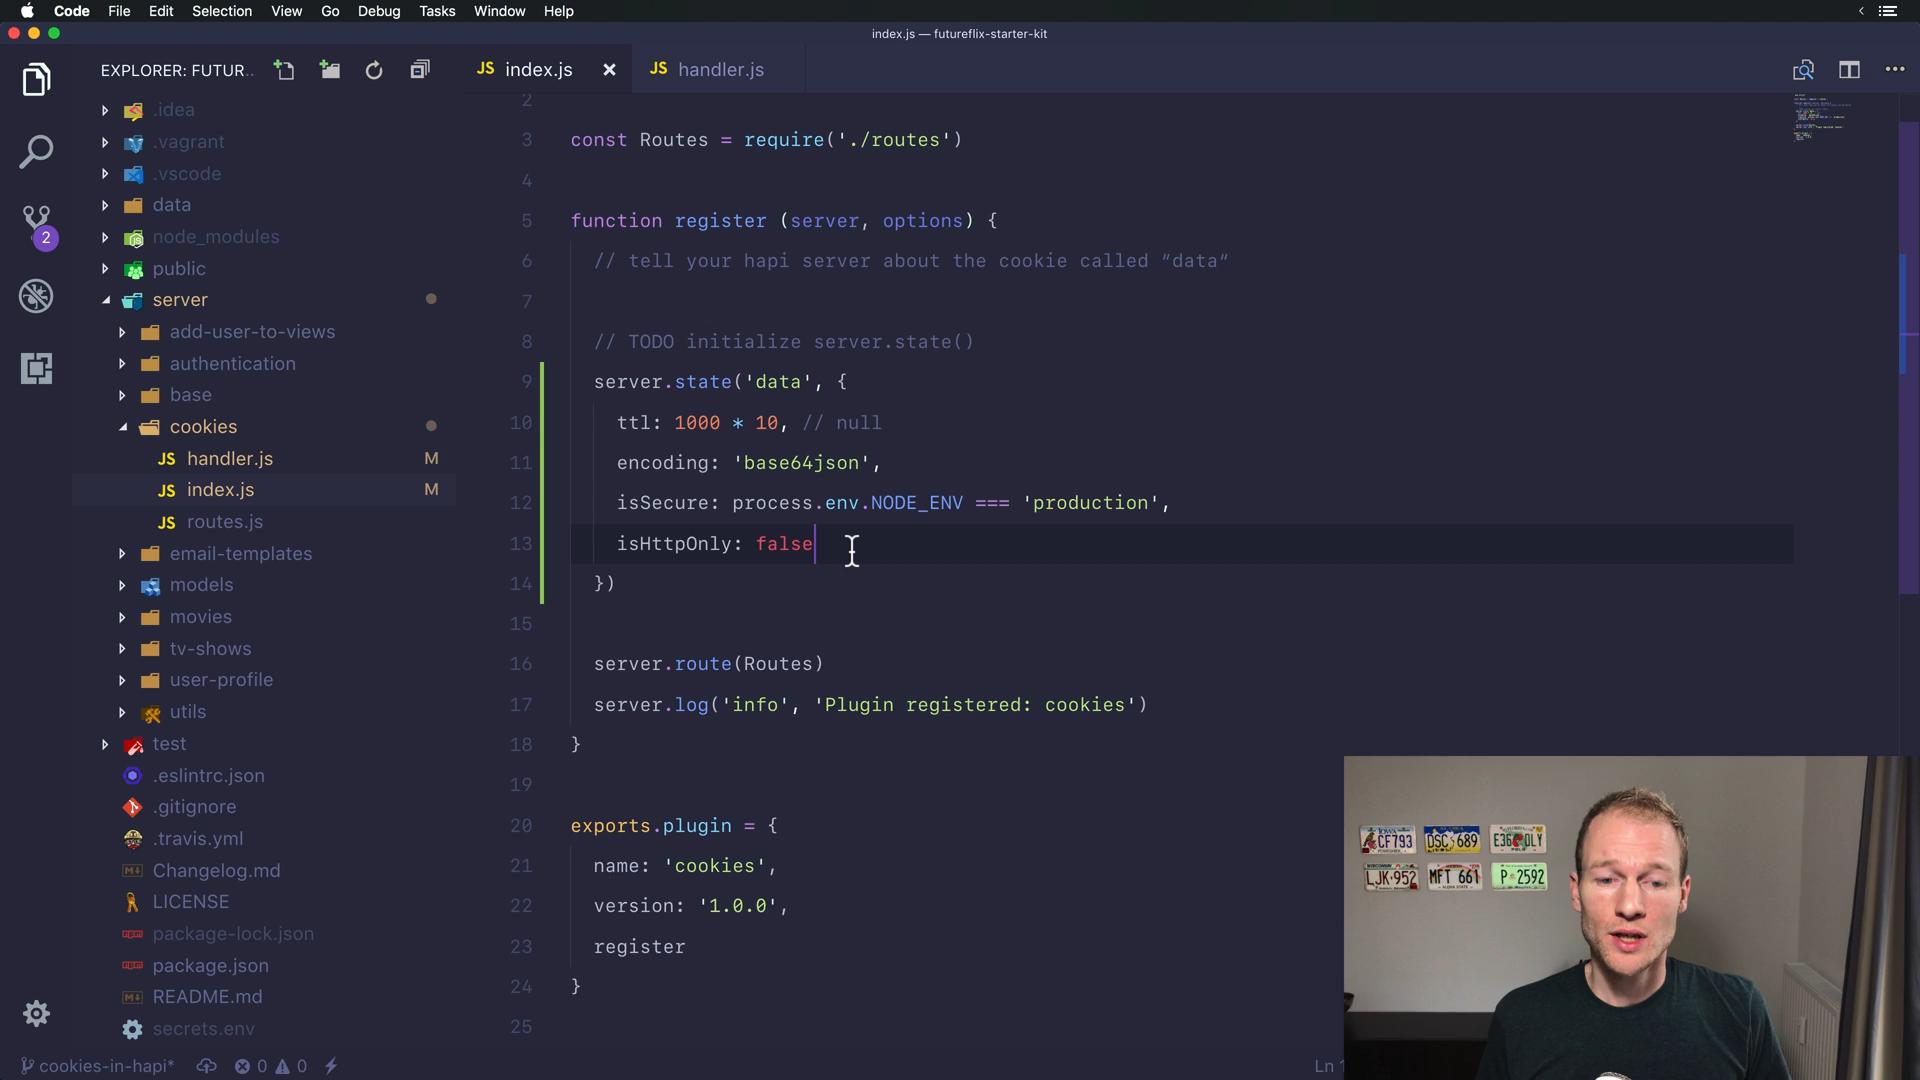 Code File Edit Selection View Go Debug Tasks Window Help
index.js — futureflix-starter-kit
EXPLORER: FUTUR..
JS index.js
JS handler.js
.idea
.vagrant
.vscode
data
node_modules
public
server
add-user-to-views
authentication
base
cookies
JS handler.js M
JS index.js M
JS routes.js
email-templates
models
movies
tv-shows
user-profile
utils
test
.eslintrc.json
.gitignore
.travis.yml
Changelog.md
LICENSE
package-lock.json
package.json
README.md
secrets.env
2
2
3 const Routes = require('./routes')
4
5 function register (server, options) {
6 // tell your hapi server about the cookie called “data“
7
8 // TODO initialize server.state()
9 server.state('data', {
10 ttl: 1000 * 10, // null
11 encoding: 'base64json',
12 isSecure: process.env.NODE_ENV === 'production',
13 isHttpOnly: false
14 })
15
16 server.route(Routes)
17 server.log('info', 'Plugin registered: cookies')
18 }
19
20 exports.plugin = {
21 name: 'cookies',
22 version: '1.0.0',
23 register
24 }
25
CF793
DSC 689
LJK·952
MFT 661
P 2592
cookies-in-hapi* 0 0
Ln